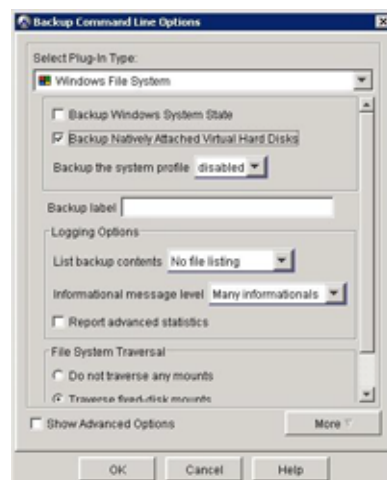 Backup Command Line Options
Select Plug-In Type:
Windows File System
Backup Windows System State
Backup Natively Attached Virtual Hard Disks
Backup the system profile disabled
Backup label
Logging Options
List backup contents No file listing
Informational message level Many informationals
Report advanced statistics
File System Traversal
Do not traverse any mounts
Traverse fixed-disk mounts
Show Advanced Options More
OK Cancel Help